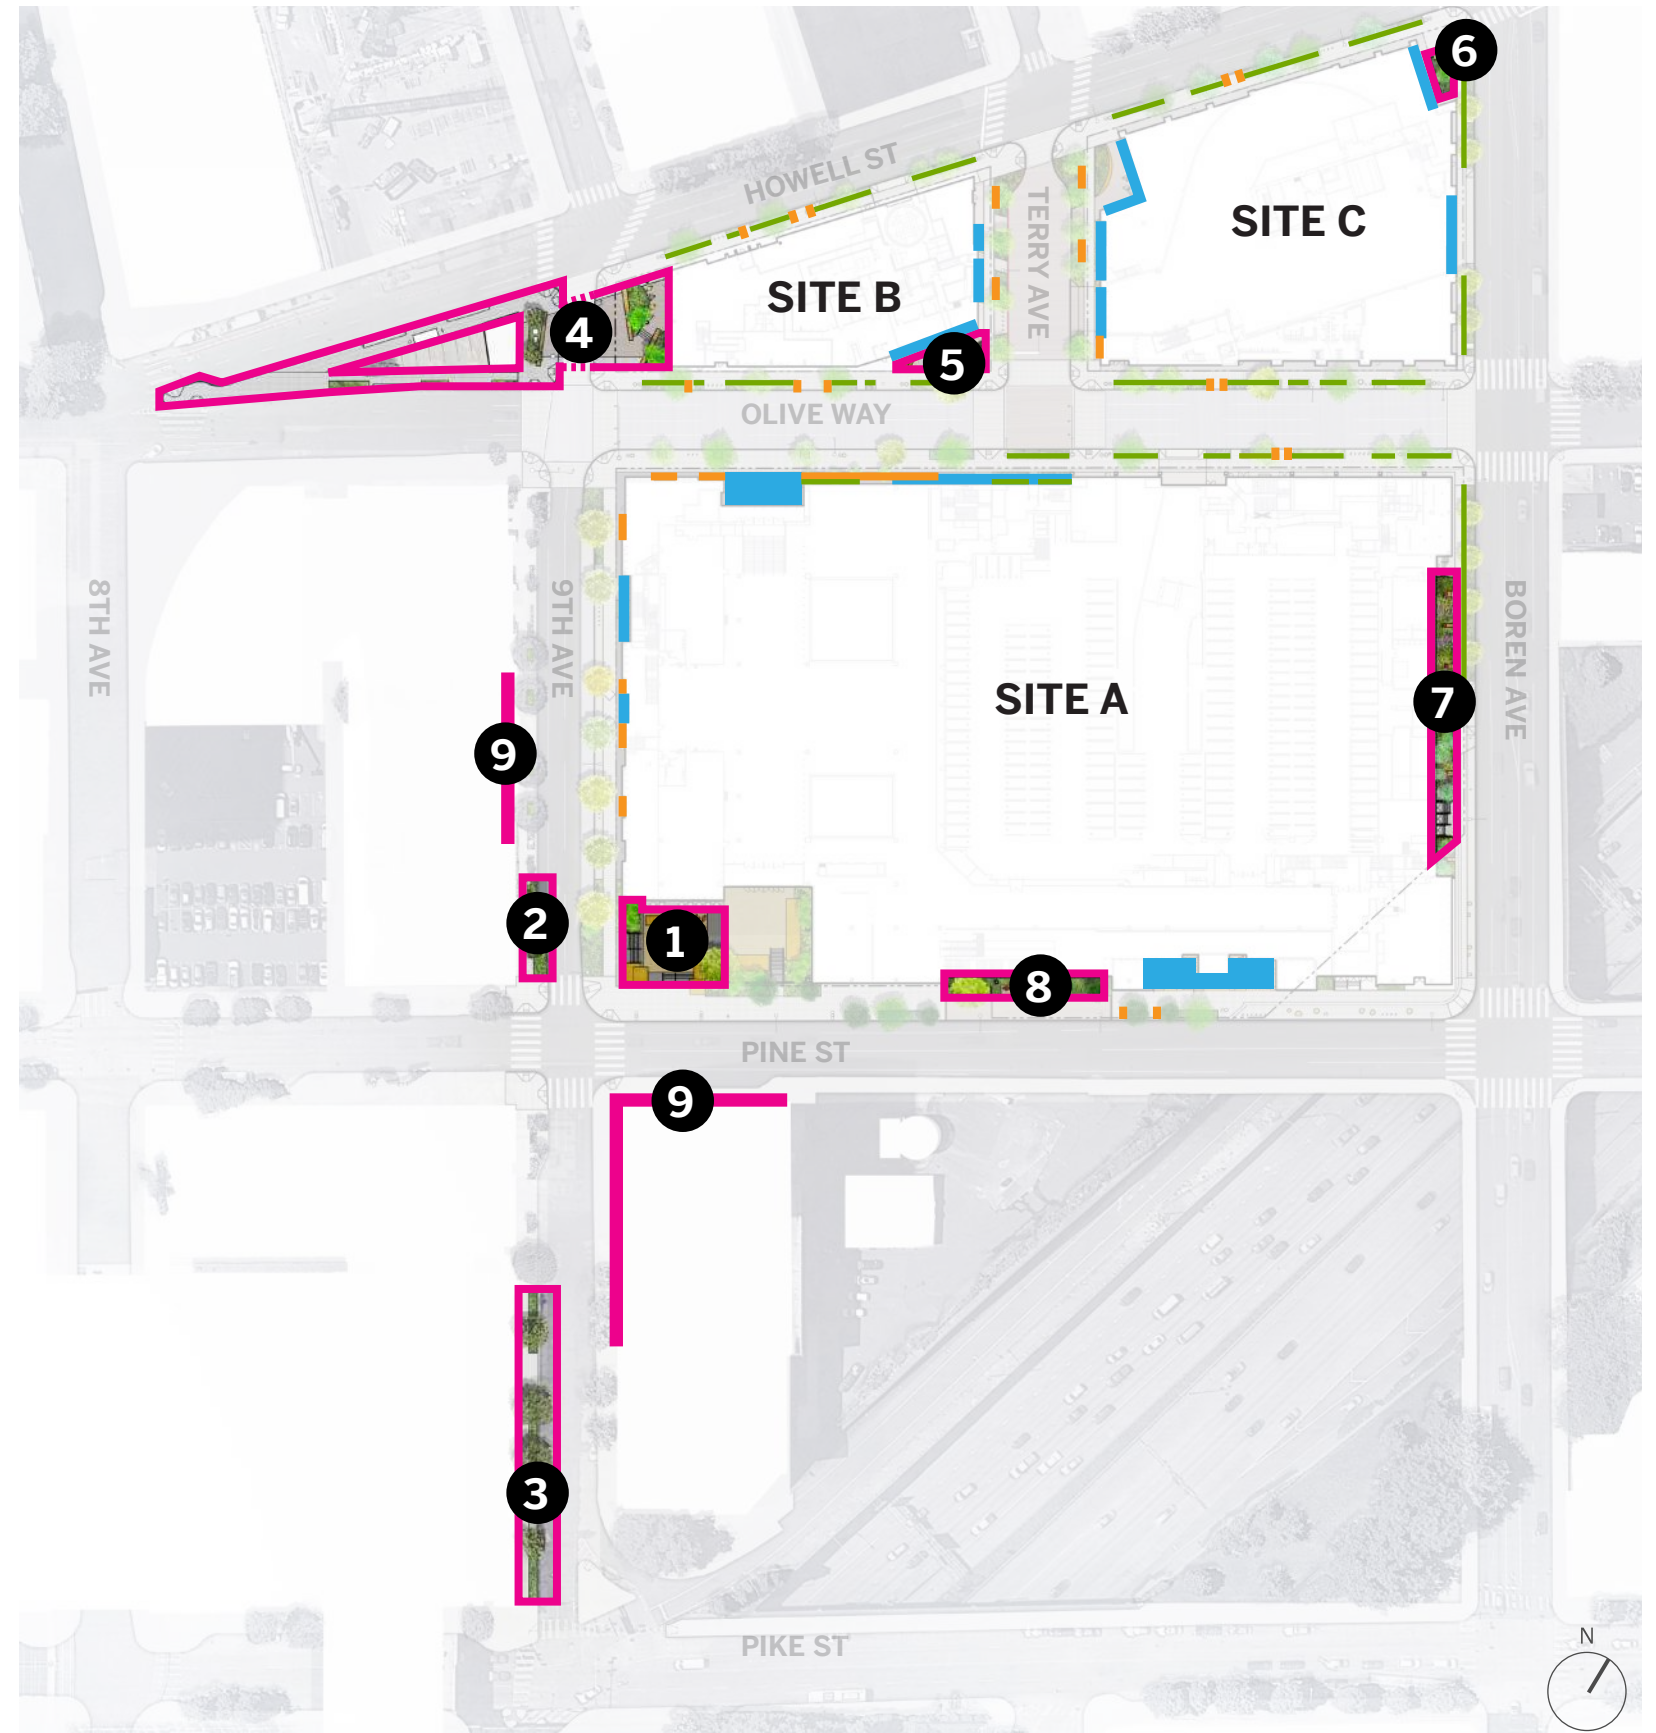 6
HOWELL ST
TERRY AVE
SITE C
SITE B
4
5
OLIVE WAY
8TH AVE
9TH AVE
BOREN AVE
SITE A
7
9
2
1
8
PINE ST
9
3
PIKE ST
N